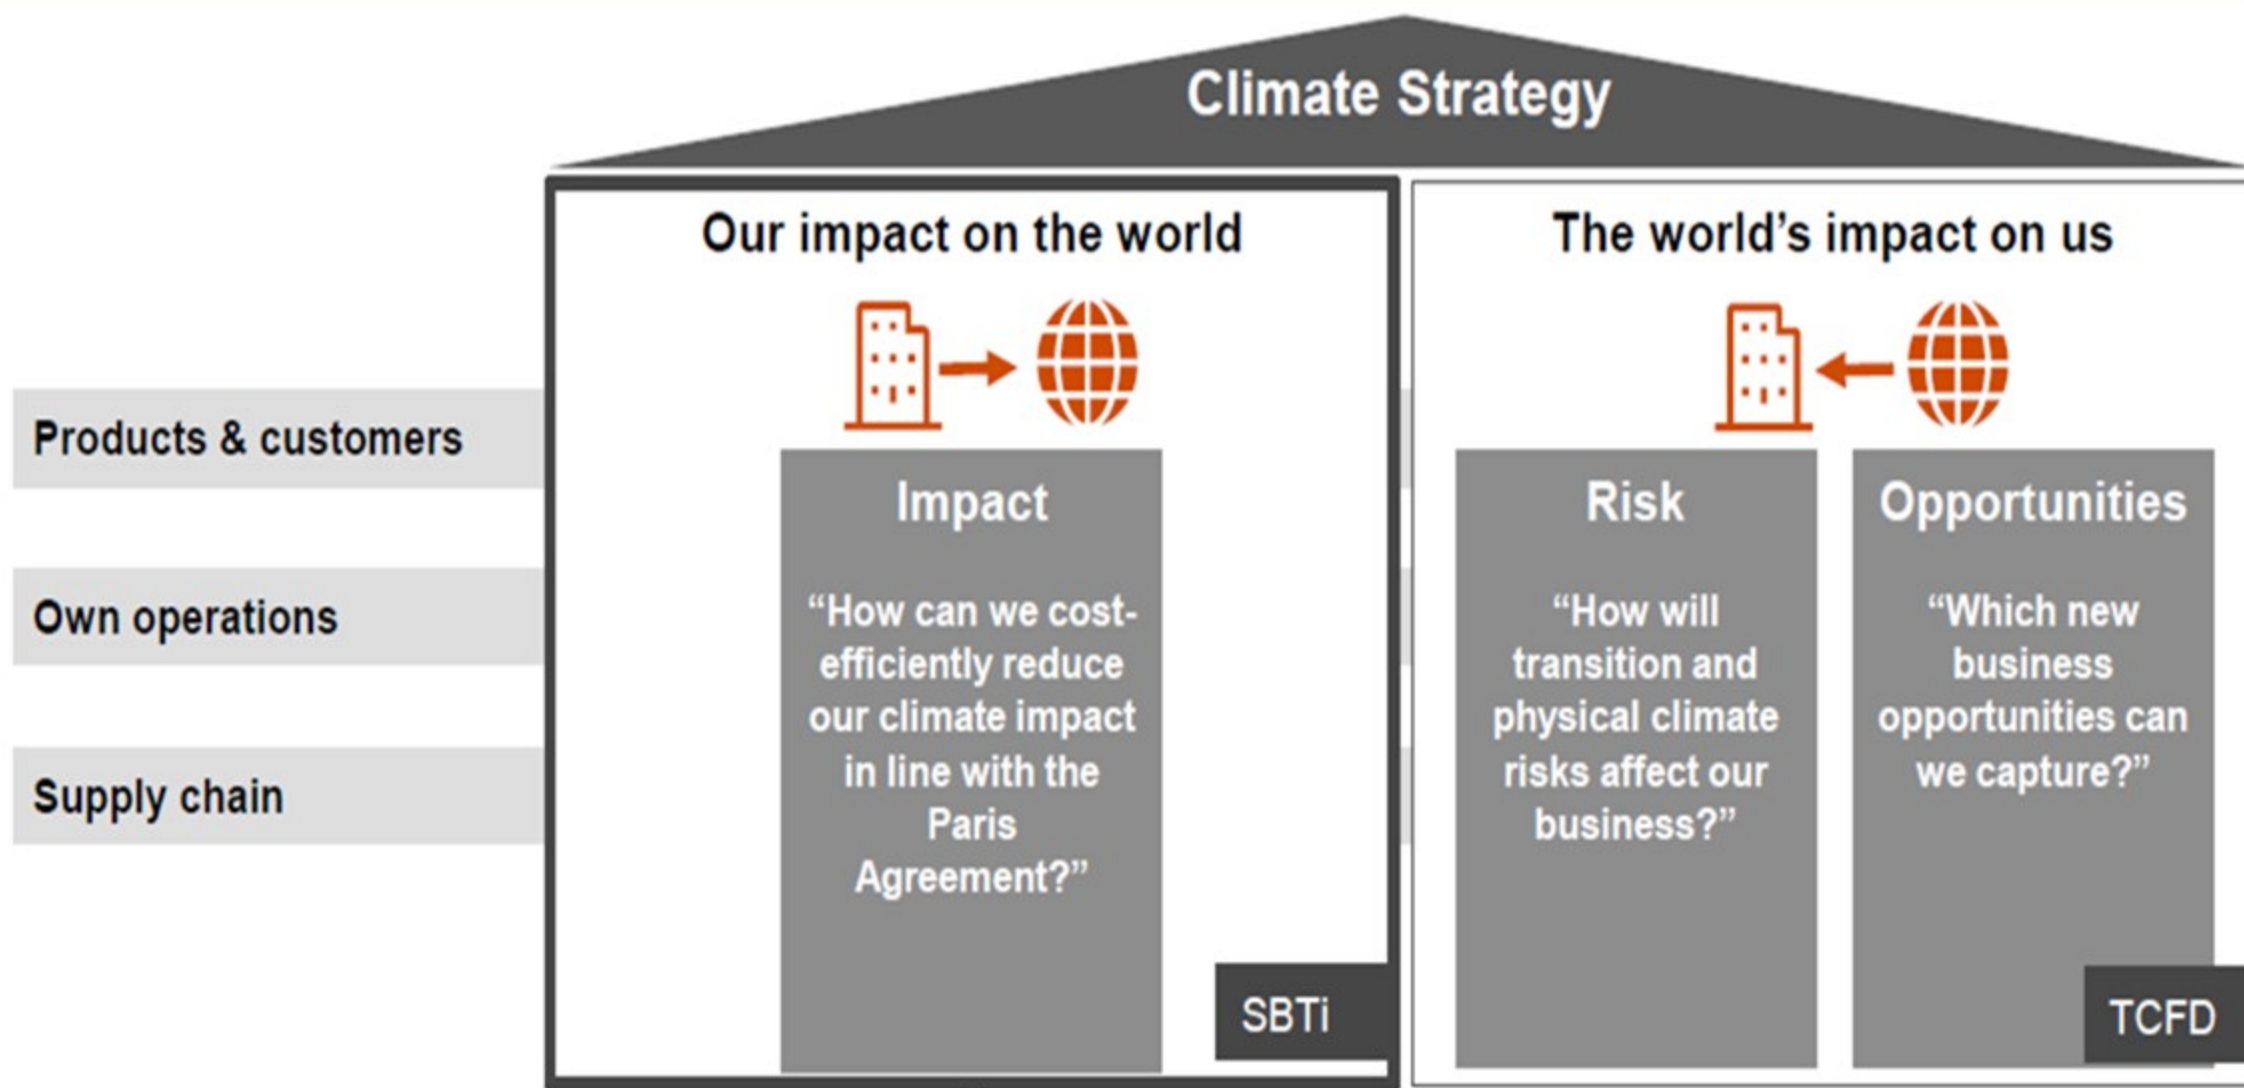 Climate Strategy
Our impact on the world
The world’s impact on us
Products & customers
Own operations
Supply chain
Impact
“How can we cost-
efficiently reduce
our climate impact
in line with the
Paris
Agreement?”
SBTi
Risk
“How will
transition and
physical climate
risks affect our
business?”
Opportunities
“Which new
business
opportunities can
we capture?”
TCFD